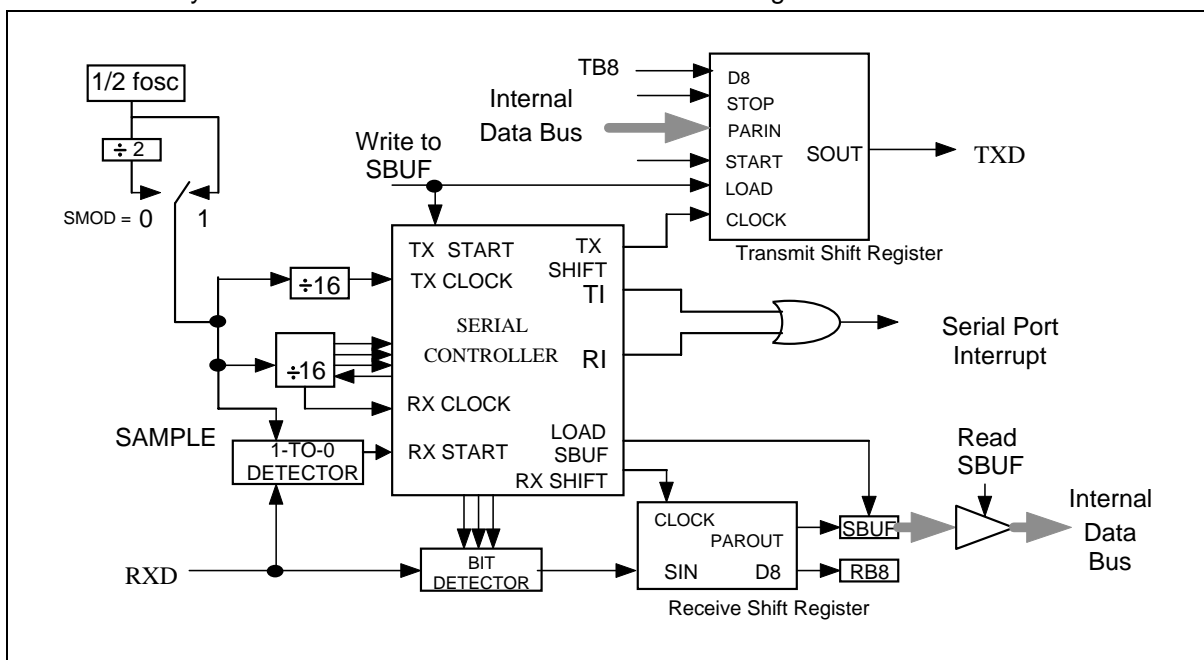 TB8
D8
STOP
PARIN
START
LOAD
CLOCK
SOUT
TXD
Transmit Shift Register
Internal
Data Bus
1/2 fosc
÷ 2
SMOD = 0 1
Write to
SBUF
TX START
TX CLOCK
SERIAL
CONTROLLER
RX CLOCK
RX START
TX
SHIFT
TI
RI
LOAD
SBUF
RX SHIFT
÷16
÷16
SAMPLE
1-TO-0
DETECTOR
Serial Port
Interrupt
RXD
BIT
DETECTOR
CLOCK
PAROUT
SIN D8
Receive Shift Register
SBUF
RB8
Read
SBUF
Internal
Data
Bus